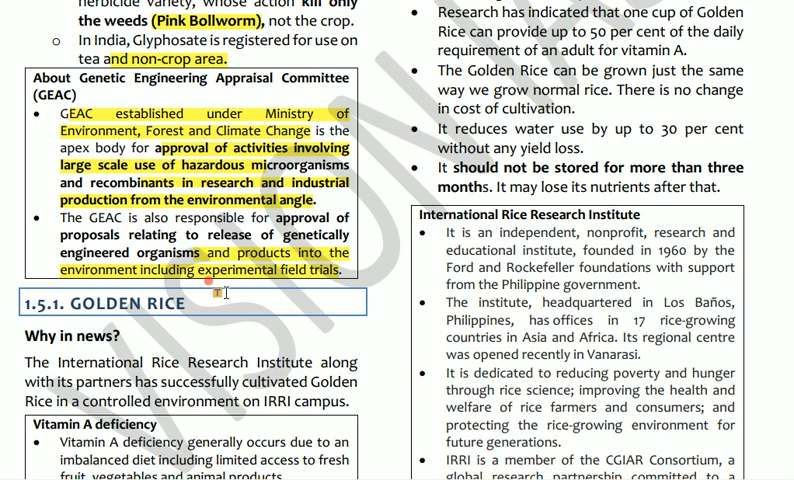 herbicide variety, whose action kill only
the weeds (Pink Bollworm), not the crop.
o In India, Glyphosate is registered for use on
tea and non-crop area.
About Genetic Engineering Appraisal Committee
(GEAC)
• GEAC established under Ministry of
Environment, Forest and Climate Change is the
apex body for approval of activities involving
large scale use of hazardous microorganisms
and recombinants in research and industrial
production from the environmental angle.
• The GEAC is also responsible for approval of
proposals relating to release of genetically
engineered organisms and products into the
environment including experimental field trials.
1.5.1. GOLDEN RICE
Why in news?
The International Rice Research Institute along
with its partners has successfully cultivated Golden
Rice in a controlled environment on IRRI campus.
Vitamin A deficiency
• Vitamin A deficiency generally occurs due to an
imbalanced diet including limited access to fresh
fruit, vegetables and animal products.
• Research has indicated that one cup of Golden
Rice can provide up to 50 per cent of the daily
requirement of an adult for vitamin A.
• The Golden Rice can be grown just the same
way we grow normal rice. There is no change
in cost of cultivation.
• It reduces water use by up to 30 per cent
without any yield loss.
• It should not be stored for more than three
months. It may lose its nutrients after that.
International Rice Research Institute
• It is an independent, nonprofit, research and
educational institute, founded in 1960 by the
Ford and Rockefeller foundations with support
from the Philippine government.
• The institute, headquartered in Los Baños,
Philippines, has offices in 17 rice-growing
countries in Asia and Africa. Its regional centre
was opened recently in Vanarasi.
• It is dedicated to reducing poverty and hunger
through rice science; improving the health and
welfare of rice farmers and consumers; and
protecting the rice-growing environment for
future generations.
• IRRI is a member of the CGIAR Consortium, a
global research partnership committed to a
VISION IAS